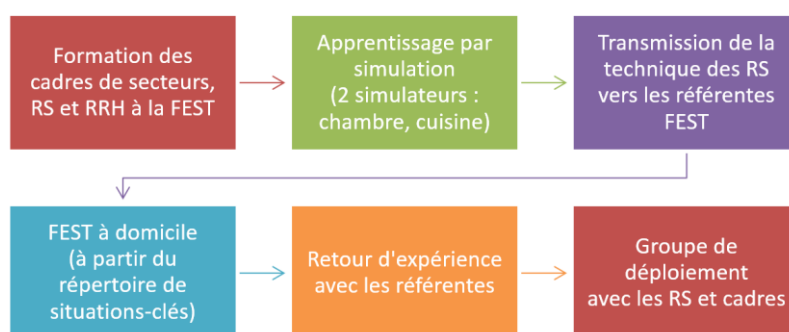 Formation des
cadres de secteurs,
RS et RRH à la FEST
Apprentissage par
simulation
(2 simulateurs :
chambre, cuisine)
Transmission de la
technique des RS
vers les référentes
FEST
FEST à domicile
(à partir du
répertoire de
situations-clés)
Retour d'expérience
avec les référentes
Groupe de
déploiement
avec les RS et cadres